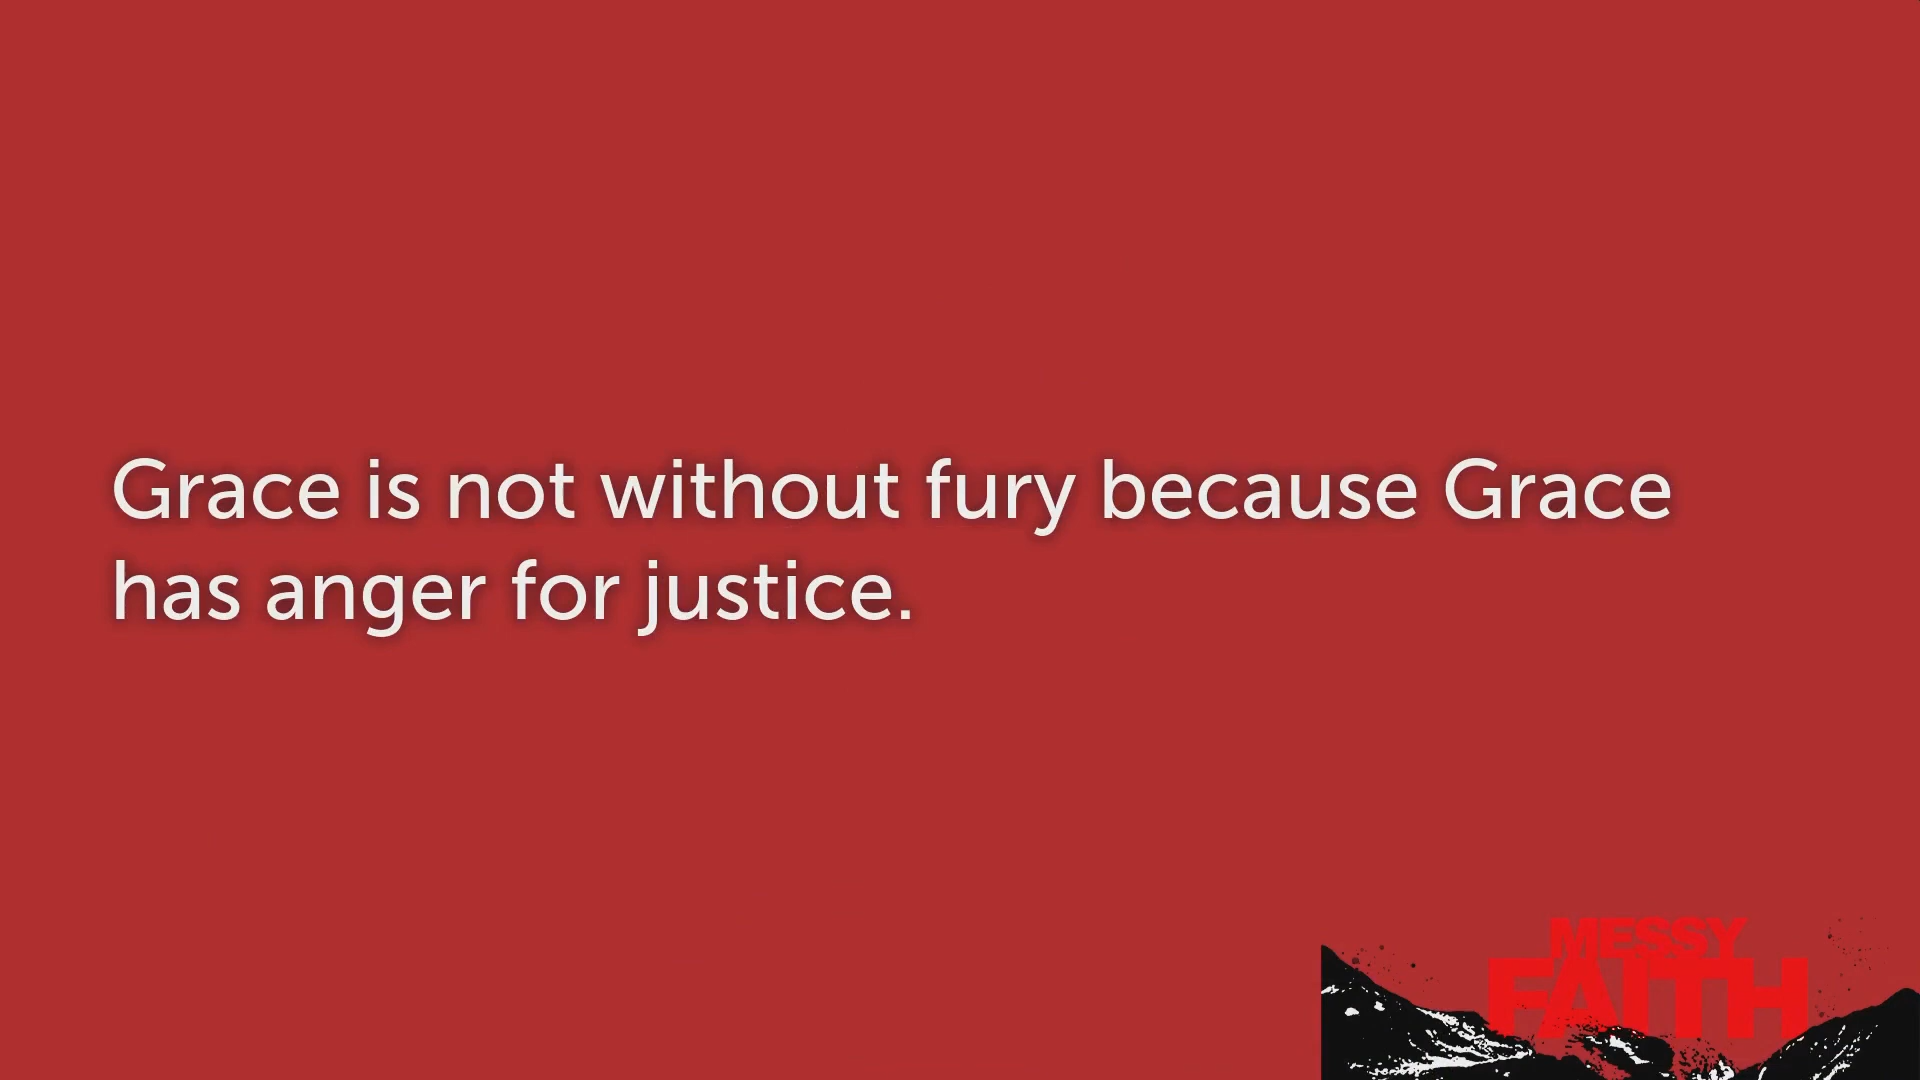 Grace is not without fury because Grace
has anger for justice.
MESSY
FAITH